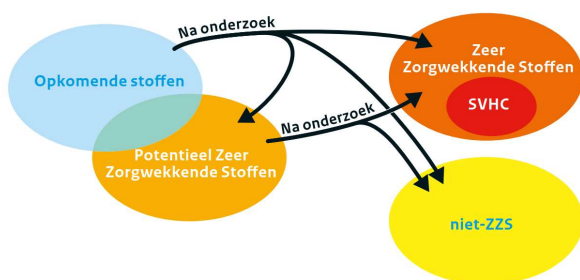 Na onderzoek
Zeer
Zorgwekkende Stoffen
Opkomende stoffen
SVHC
Na onderzoek
Potentieel Zeer
Zorgwekkende Stoffen
niet-ZZS